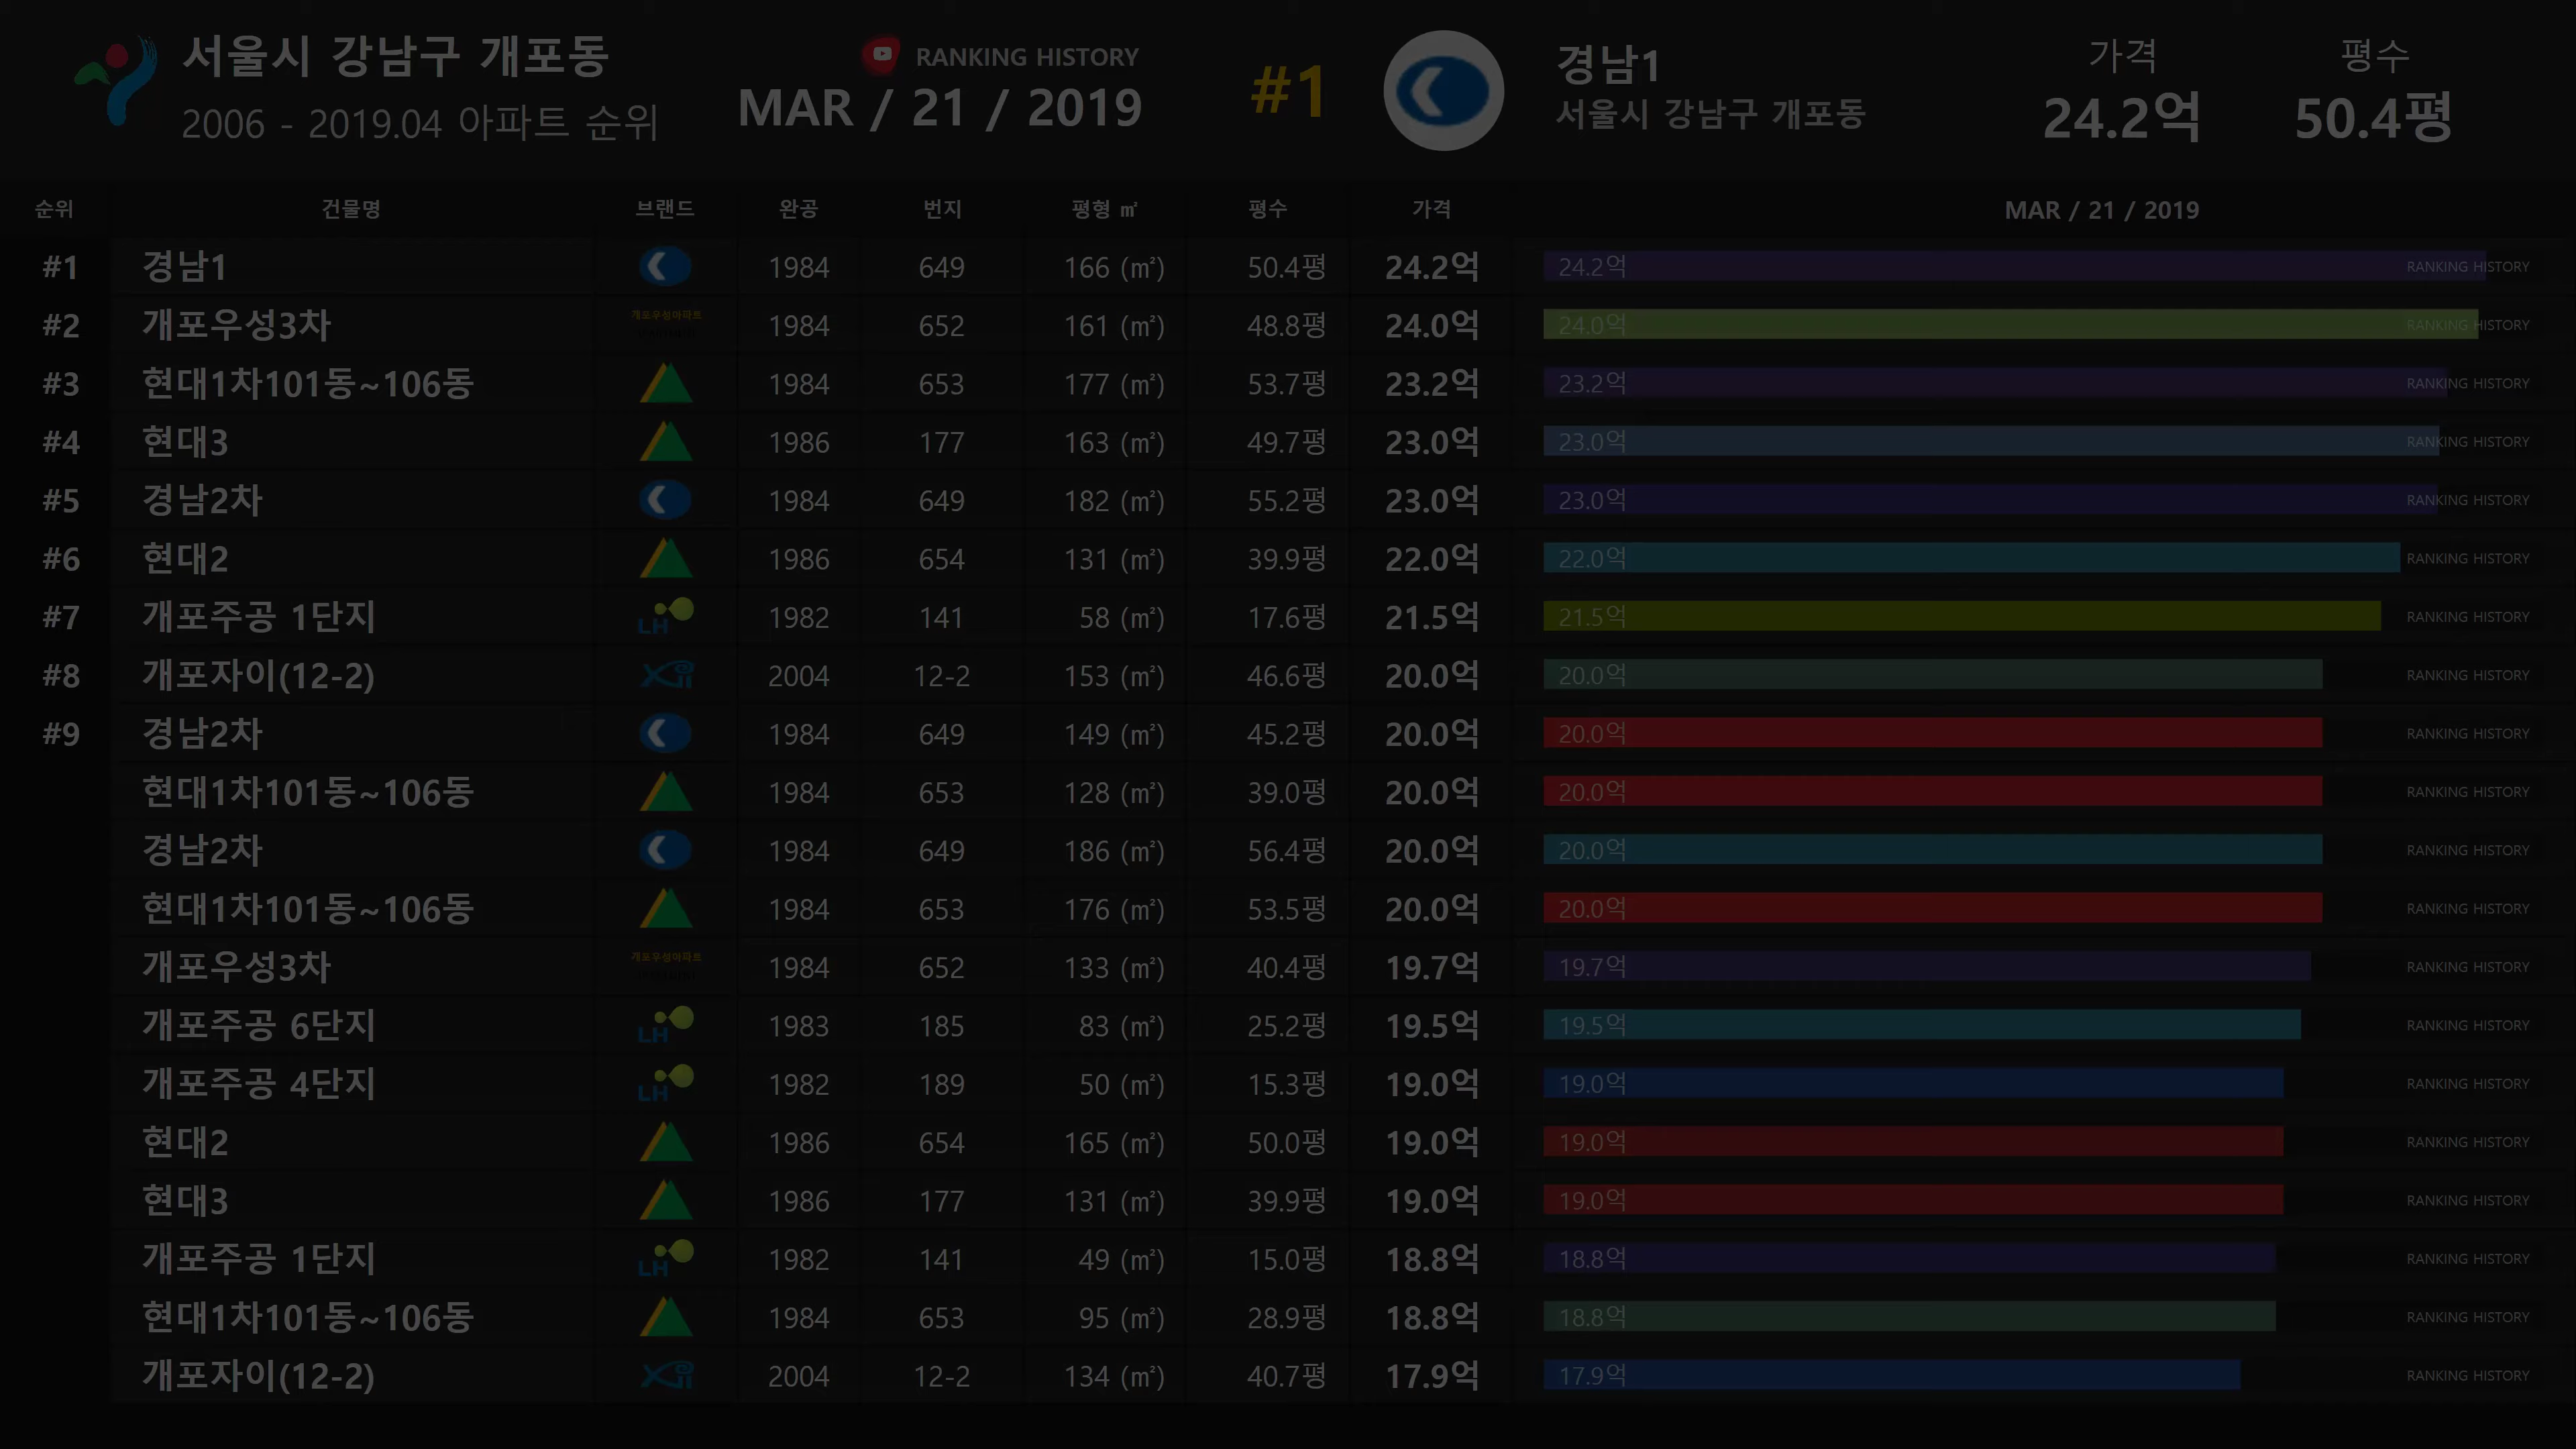 서울시 강남구 개포동
2006 - 2019.04 아파트 순위
RANKING HISTORY
MAR / 21 / 2019
#1
경남1
서울시 강남구 개포동
가격
24.2억
평수
50.4평
순위 건물명 브랜드 완공 번지 평형 ㎡ 평수 가격 MAR / 21 / 2019
#1 경남1 1984 649 166 (㎡) 50.4평 24.2억 24.2억 RANKING HISTORY
#2 개포우성3차 개포우성아파트 1984 652 161 (㎡) 48.8평 24.0억 24.0억 RANKING HISTORY
#3 현대1차101동~106동 1984 653 177 (㎡) 53.7평 23.2억 23.2억 RANKING HISTORY
#4 현대3 1986 177 163 (㎡) 49.7평 23.0억 23.0억 RANKING HISTORY
#5 경남2차 1984 649 182 (㎡) 55.2평 23.0억 23.0억 RANKING HISTORY
#6 현대2 1986 654 131 (㎡) 39.9평 22.0억 22.0억 RANKING HISTORY
#7 개포주공 1단지 LH 1982 141 58 (㎡) 17.6평 21.5억 21.5억 RANKING HISTORY
#8 개포자이(12-2) Xii 2004 12-2 153 (㎡) 46.6평 20.0억 20.0억 RANKING HISTORY
#9 경남2차 1984 649 149 (㎡) 45.2평 20.0억 20.0억 RANKING HISTORY
현대1차101동~106동 1984 653 128 (㎡) 39.0평 20.0억 20.0억 RANKING HISTORY
경남2차 1984 649 186 (㎡) 56.4평 20.0억 20.0억 RANKING HISTORY
현대1차101동~106동 1984 653 176 (㎡) 53.5평 20.0억 20.0억 RANKING HISTORY
개포우성3차 개포우성아파트 1984 652 133 (㎡) 40.4평 19.7억 19.7억 RANKING HISTORY
개포주공 6단지 LH 1983 185 83 (㎡) 25.2평 19.5억 19.5억 RANKING HISTORY
개포주공 4단지 LH 1982 189 50 (㎡) 15.3평 19.0억 19.0억 RANKING HISTORY
현대2 1986 654 165 (㎡) 50.0평 19.0억 19.0억 RANKING HISTORY
현대3 1986 177 131 (㎡) 39.9평 19.0억 19.0억 RANKING HISTORY
개포주공 1단지 LH 1982 141 49 (㎡) 15.0평 18.8억 18.8억 RANKING HISTORY
현대1차101동~106동 1984 653 95 (㎡) 28.9평 18.8억 18.8억 RANKING HISTORY
개포자이(12-2) Xii 2004 12-2 134 (㎡) 40.7평 17.9억 17.9억 RANKING HISTORY